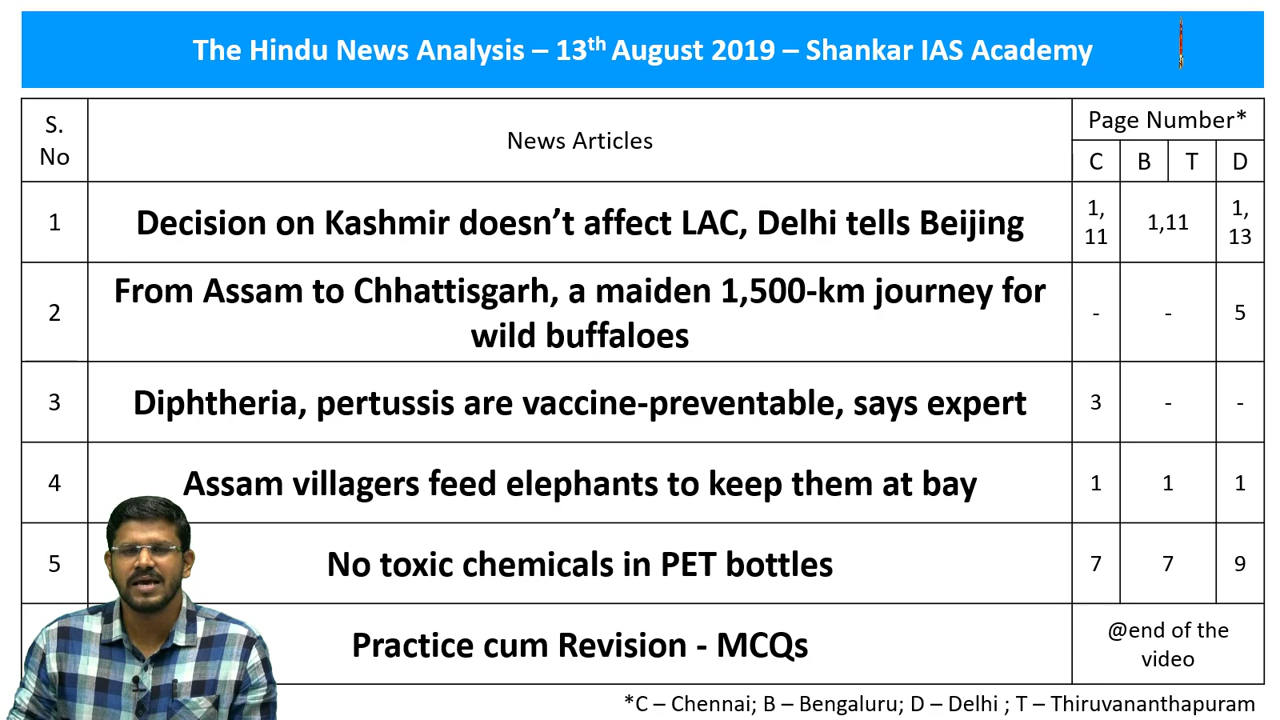 The Hindu News Analysis – 13th August 2019 – Shankar IAS Academy
S. No
News Articles
Page Number*
C
B
T
D
1
Decision on Kashmir doesn’t affect LAC, Delhi tells Beijing
1,
11
1,11
1,
13
2
From Assam to Chhattisgarh, a maiden 1,500-km journey for
wild buffaloes
-
-
5
3
Diphtheria, pertussis are vaccine-preventable, says expert
3
-
-
4
Assam villagers feed elephants to keep them at bay
1
1
1
5
No toxic chemicals in PET bottles
7
7
9
Practice cum Revision - MCQs
@end of the
video
*C – Chennai; B – Bengaluru; D – Delhi ; T – Thiruvananthapuram